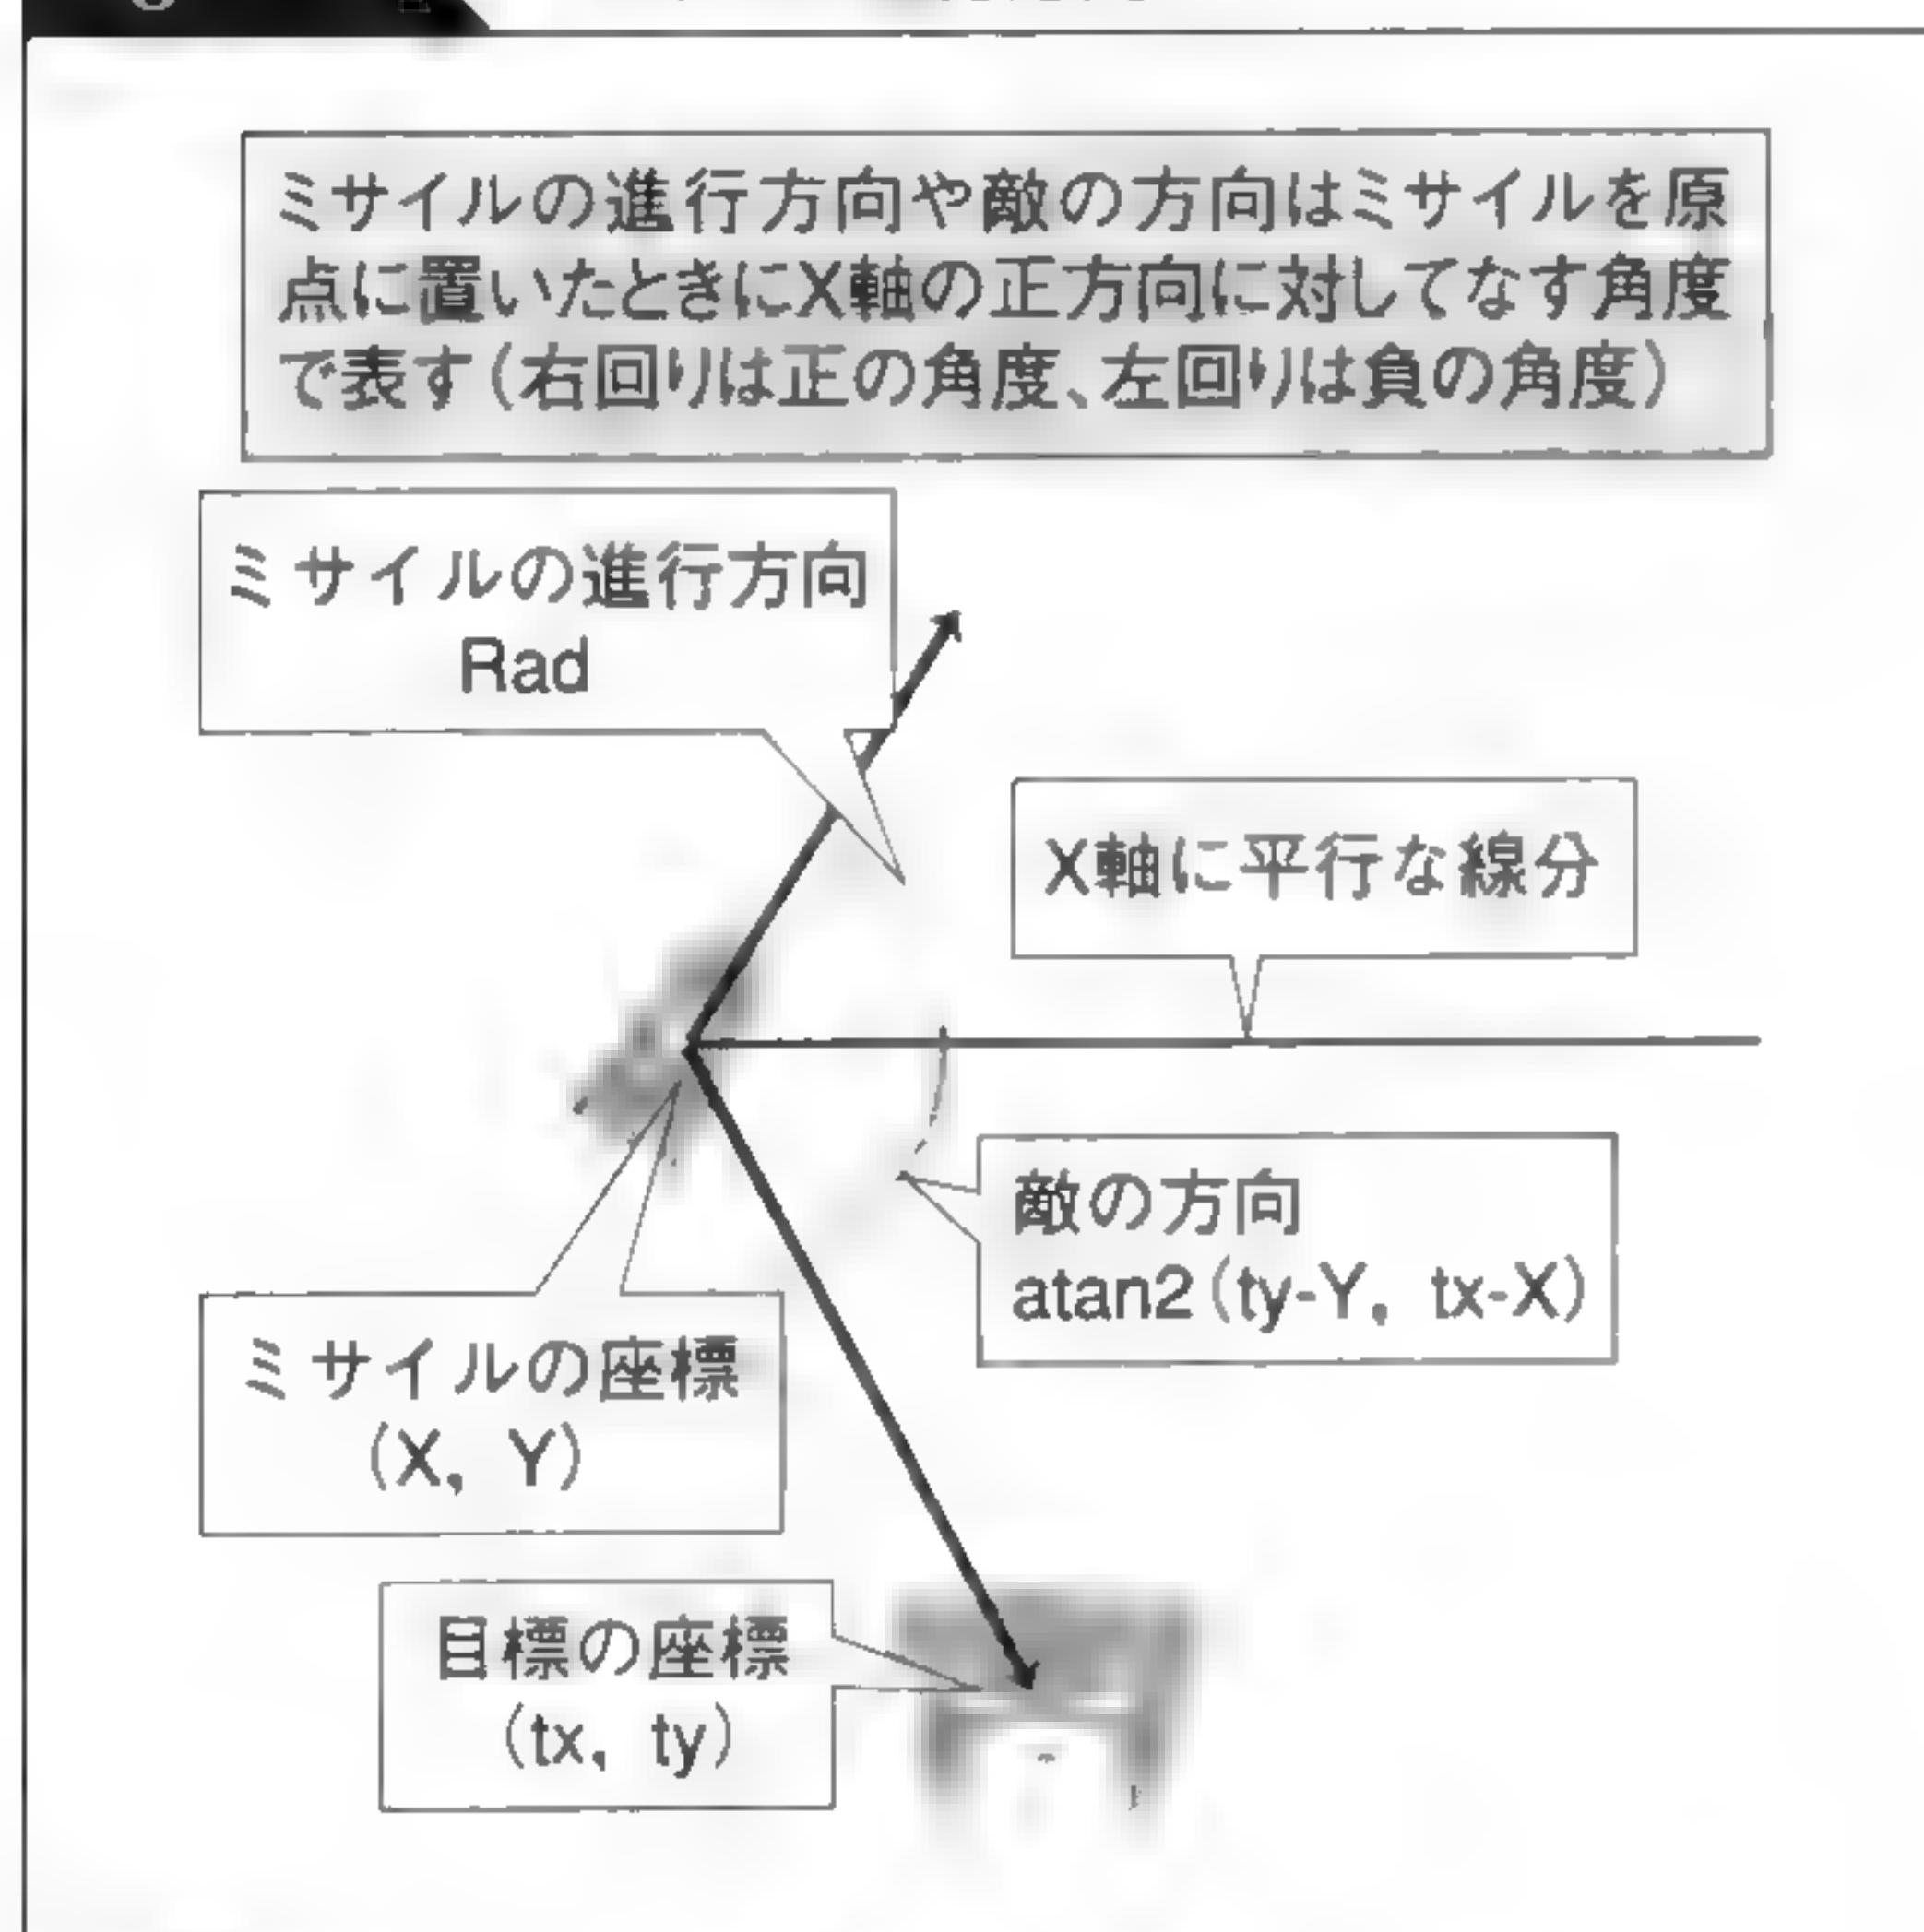 ミサイルの進行方向や敵の方向はミサイルを原
点に置いたときにX軸の正方向に対してなす角度
で表す(右回りは正の角度、左回りは負の角度)
ミサイルの進行方向
Rad
X軸に平行な線分
敵の方向
atan2(ty-Y, tx-X)
ミサイルの座標
(X, Y)
目標の座標
(tx, ty)